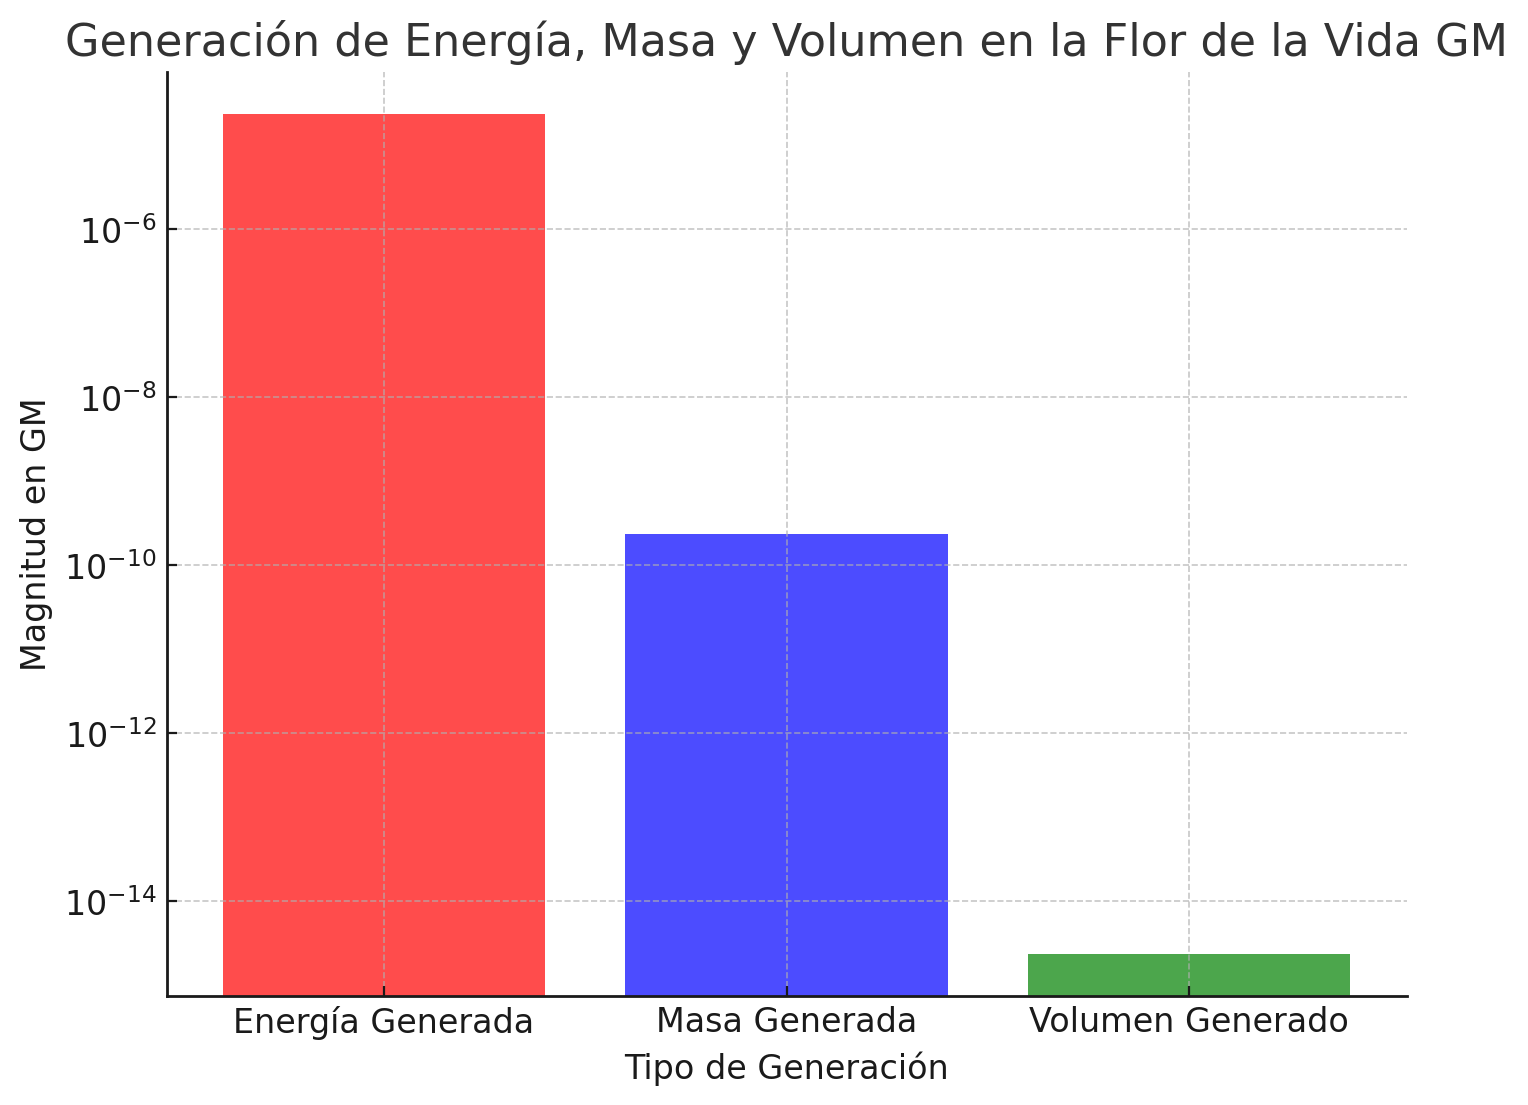 Generación de Energía, Masa y Volumen en la Flor de la Vida GM
Magnitud en GM
10⁻⁶
10⁻⁸
10⁻¹⁰
10⁻¹²
10⁻¹⁴
Energía Generada
Masa Generada
Volumen Generado
Tipo de Generación